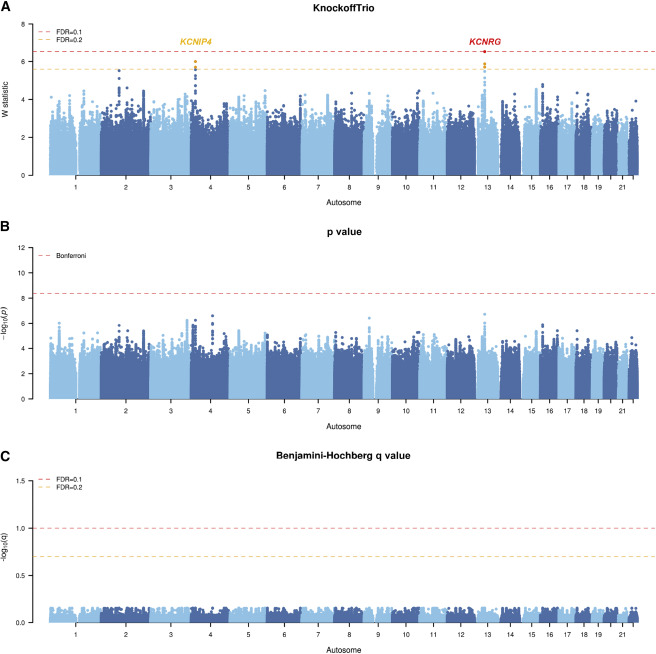 A
KnockoffTrio
FDR=0.1
FDR=0.2
KCNIP4
KCNRG
W statistic
8
6
4
2
0
1 2 3 4 5 6 7 8 9 10 11 12 13 14 15 16 17 18 19 21
Autosome
B
p value
Bonferroni
−log10(p)
12
10
8
6
4
2
0
1 2 3 4 5 6 7 8 9 10 11 12 13 14 15 16 17 18 19 21
Autosome
C
Benjamini-Hochberg q value
FDR=0.1
FDR=0.2
-log10(q)
1.5
1.0
0.5
0.0
1 2 3 4 5 6 7 8 9 10 11 12 13 14 15 16 17 18 19 21
Autosome